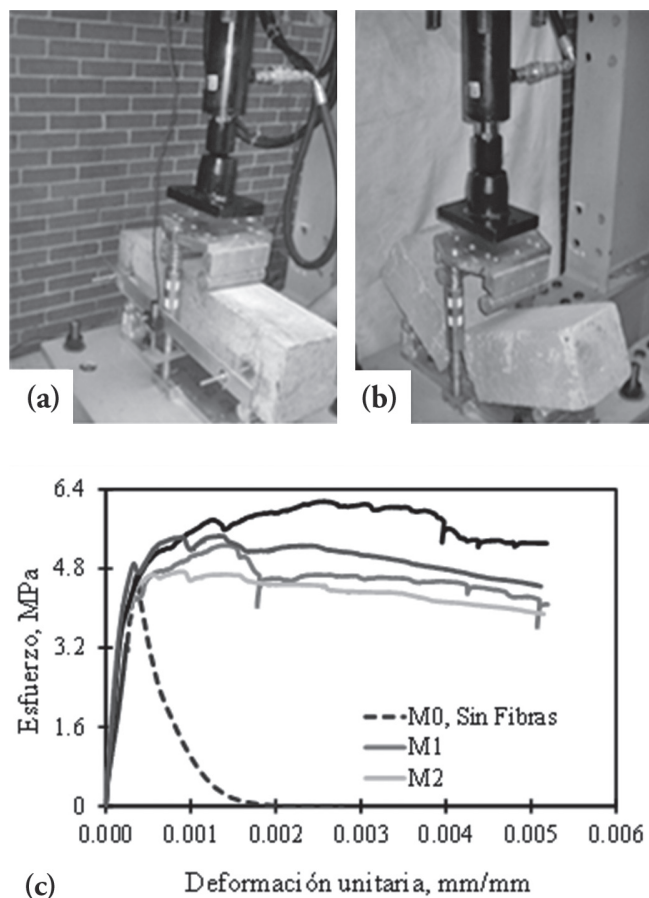 (a)
(b)
6.4
4.8
3.2
1.6
0
Esfuerzo, MPa
M0, Sin Fibras
M1
M2
0.000 0.001 0.002 0.003 0.004 0.005 0.006
Deformación unitaria, mm/mm
(c)